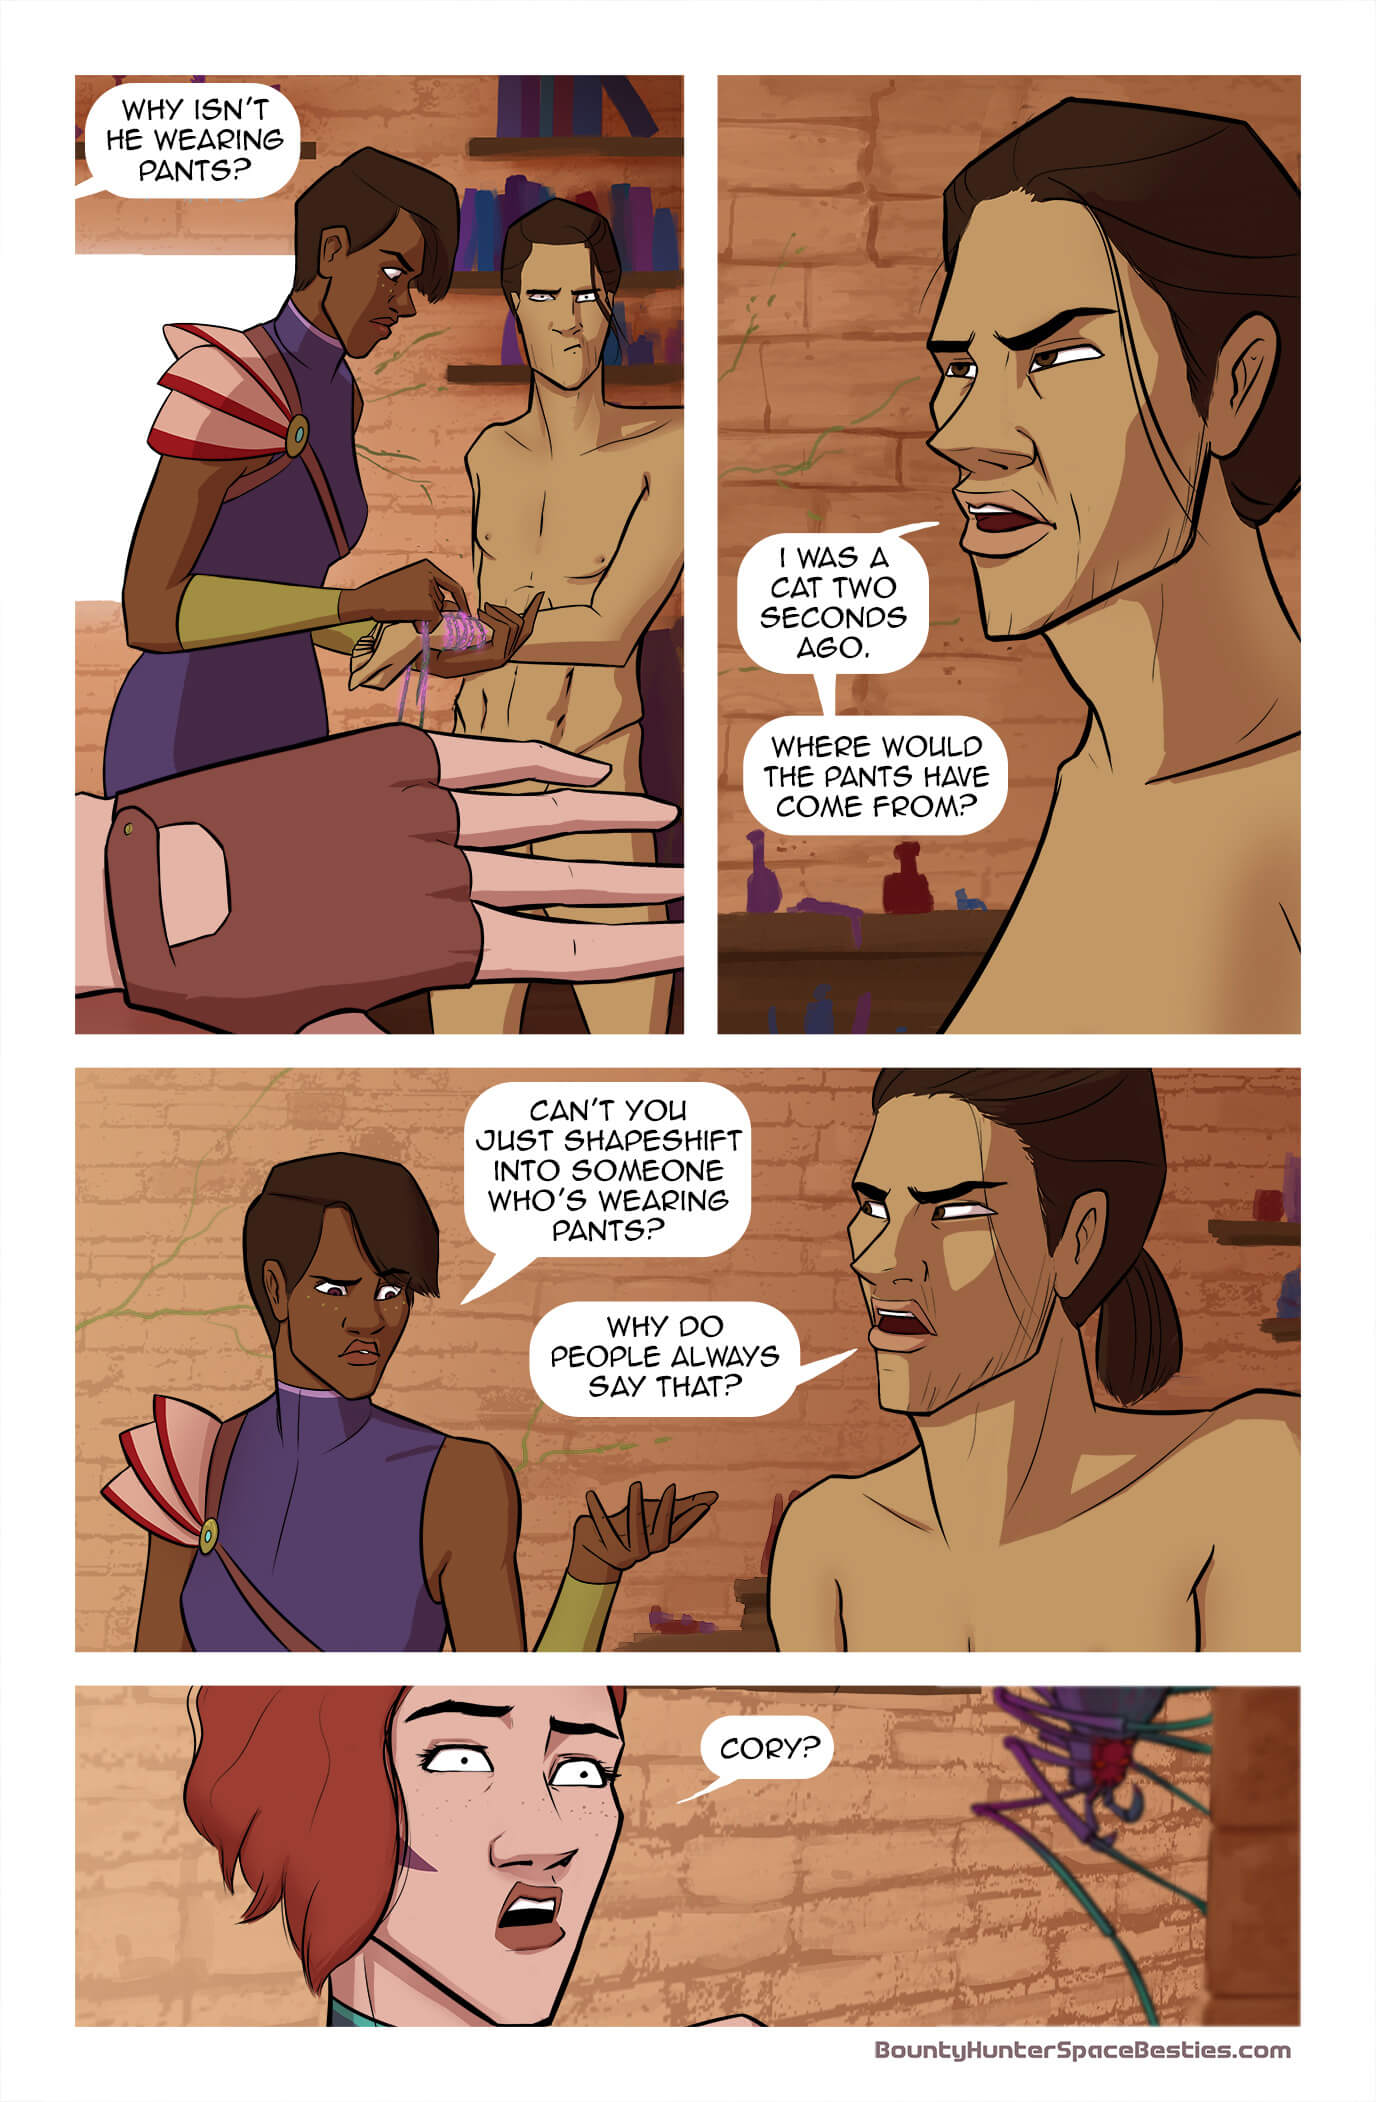 WHY ISN'T
HE WEARING
PANTS?
I WAS A
CAT TWO
SECONDS
AGO.
WHERE WOULD
THE PANTS HAVE
COME FROM?
CAN'T YOU
JUST SHAPESHIFT
INTO SOMEONE
WHO'S WEARING
PANTS?
WHY DO
PEOPLE ALWAYS
SAY THAT?
CORY?
BountyHunterSpaceBesties.com